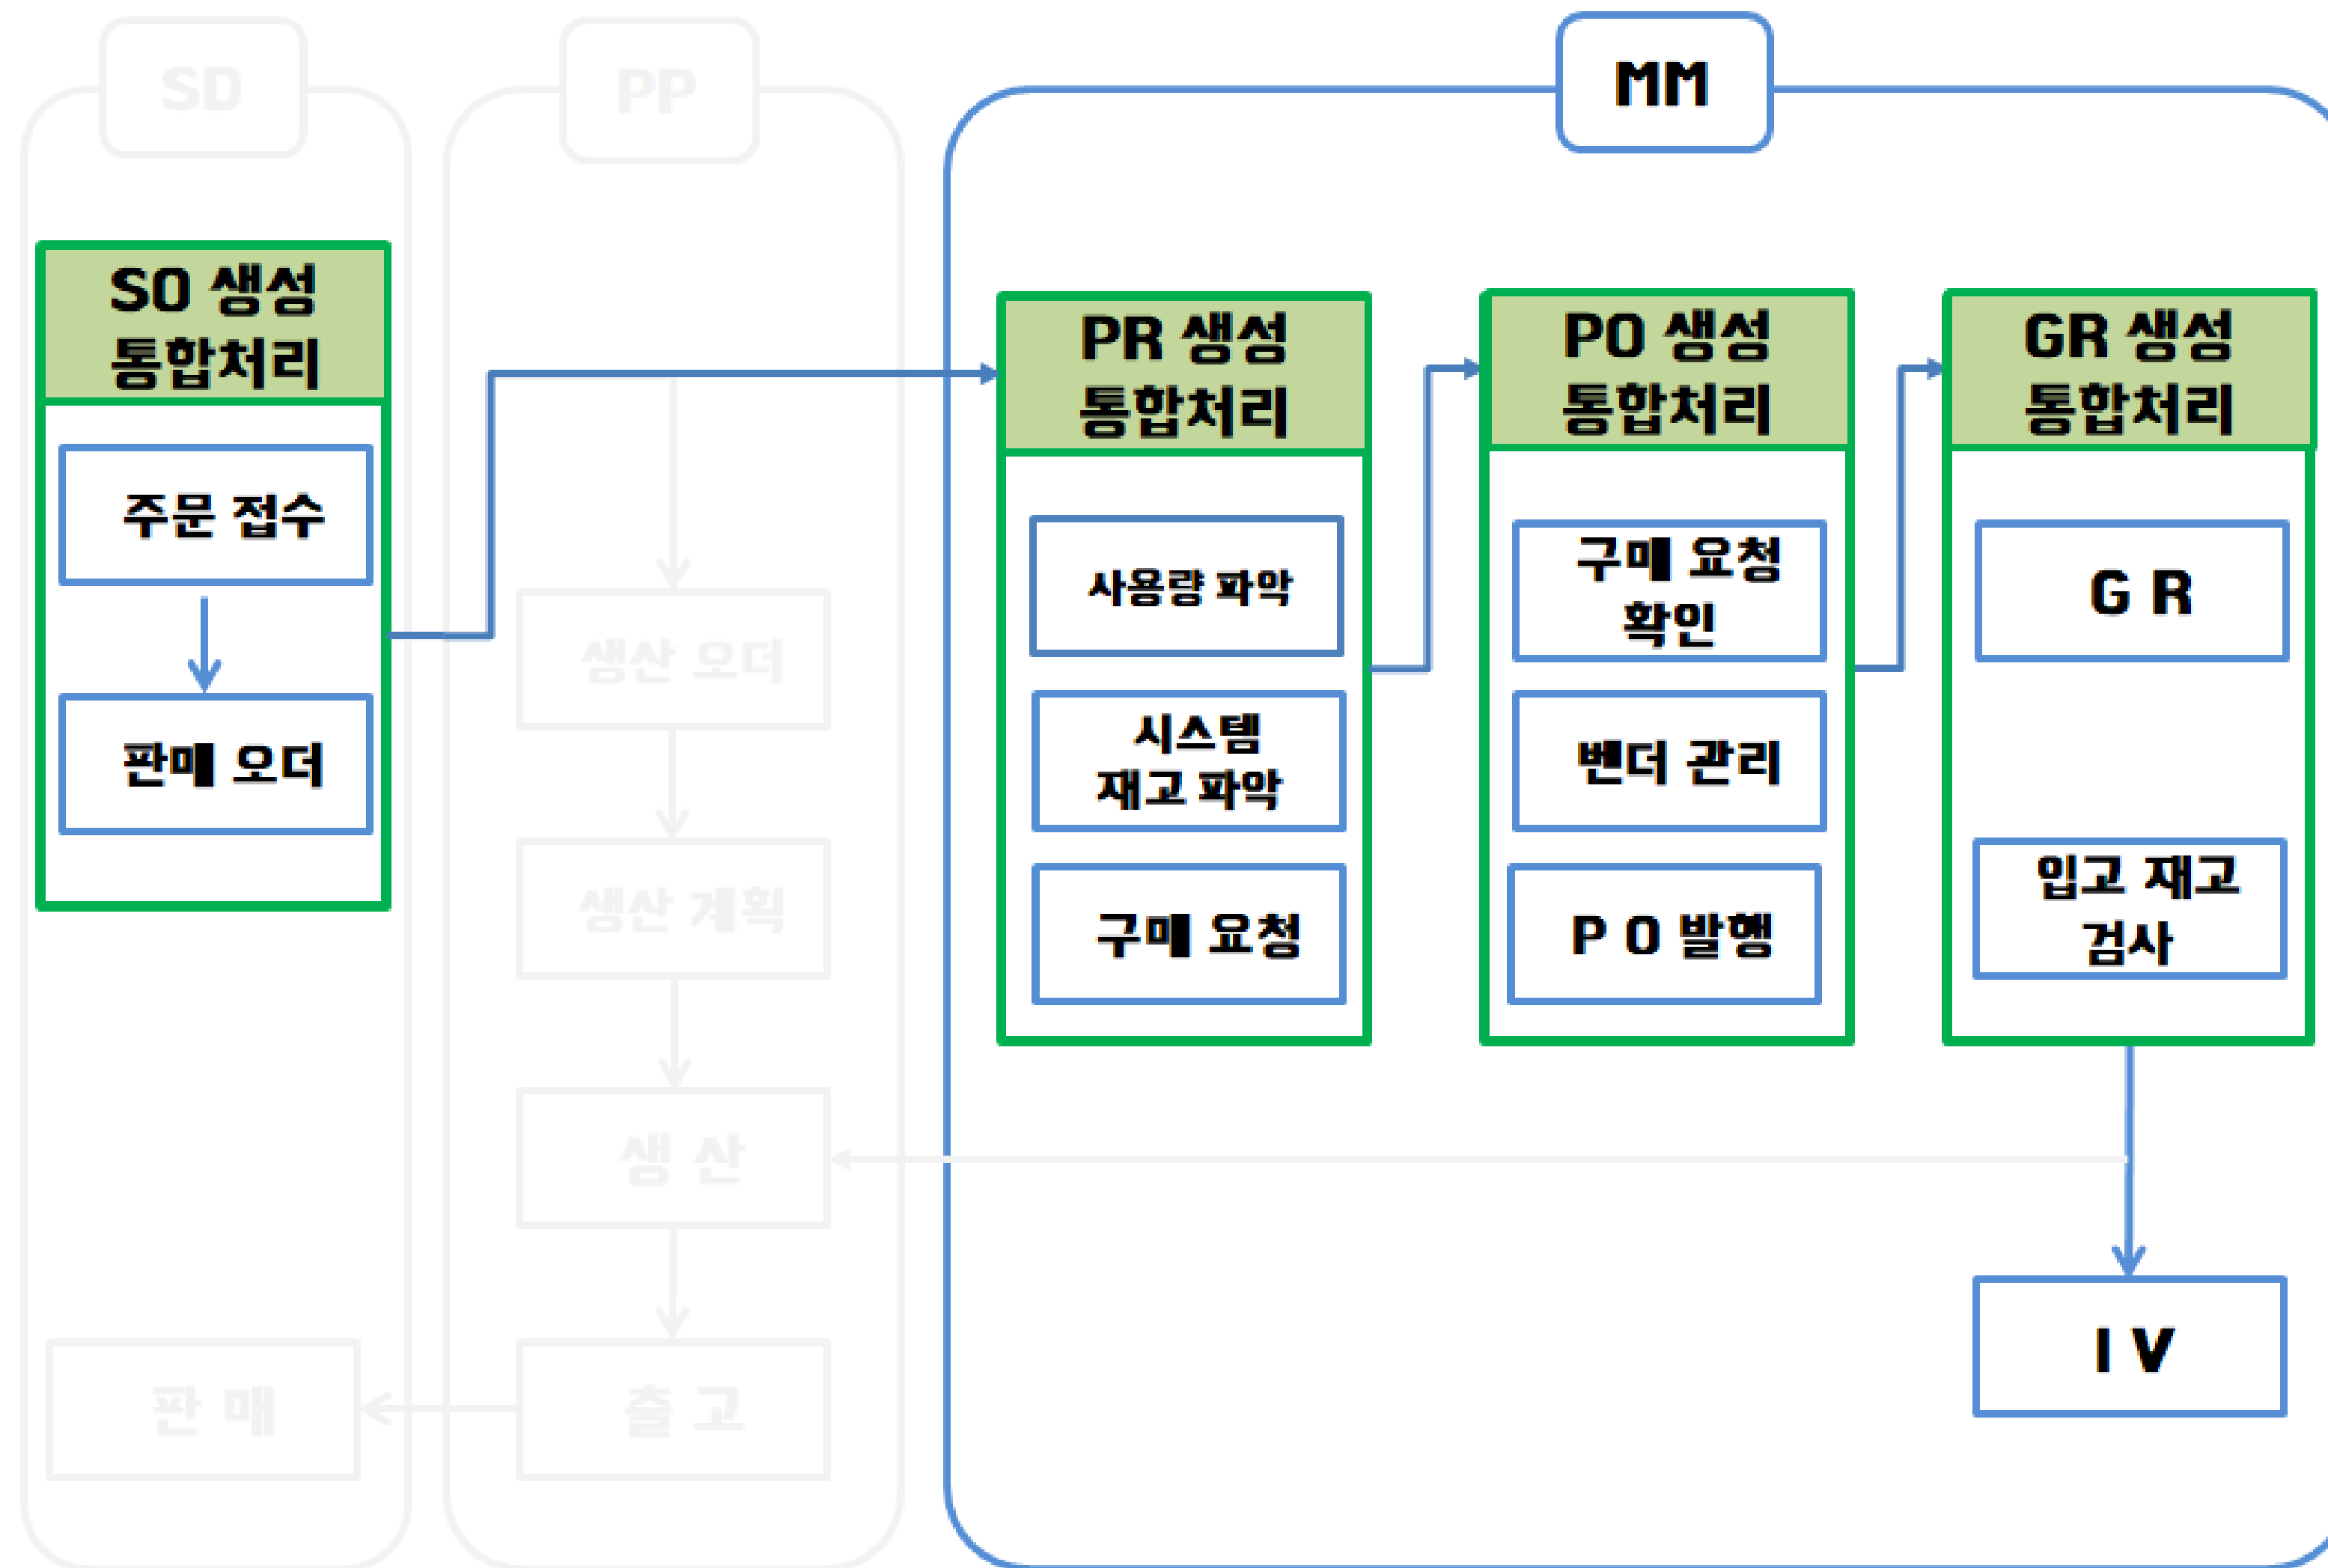 SD
PP
MM
SO 생성
통합처리
주문 접수
판매 오더
생산 오더
생산 계획
생 산
출 고
판 매
PR 생성
통합처리
사용량 파악
시스템
재고 파악
구매 요청
PO 생성
통합처리
구매 요청
확인
벤더 관리
P O 발행
GR 생성
통합처리
G R
입고 재고
검사
I V